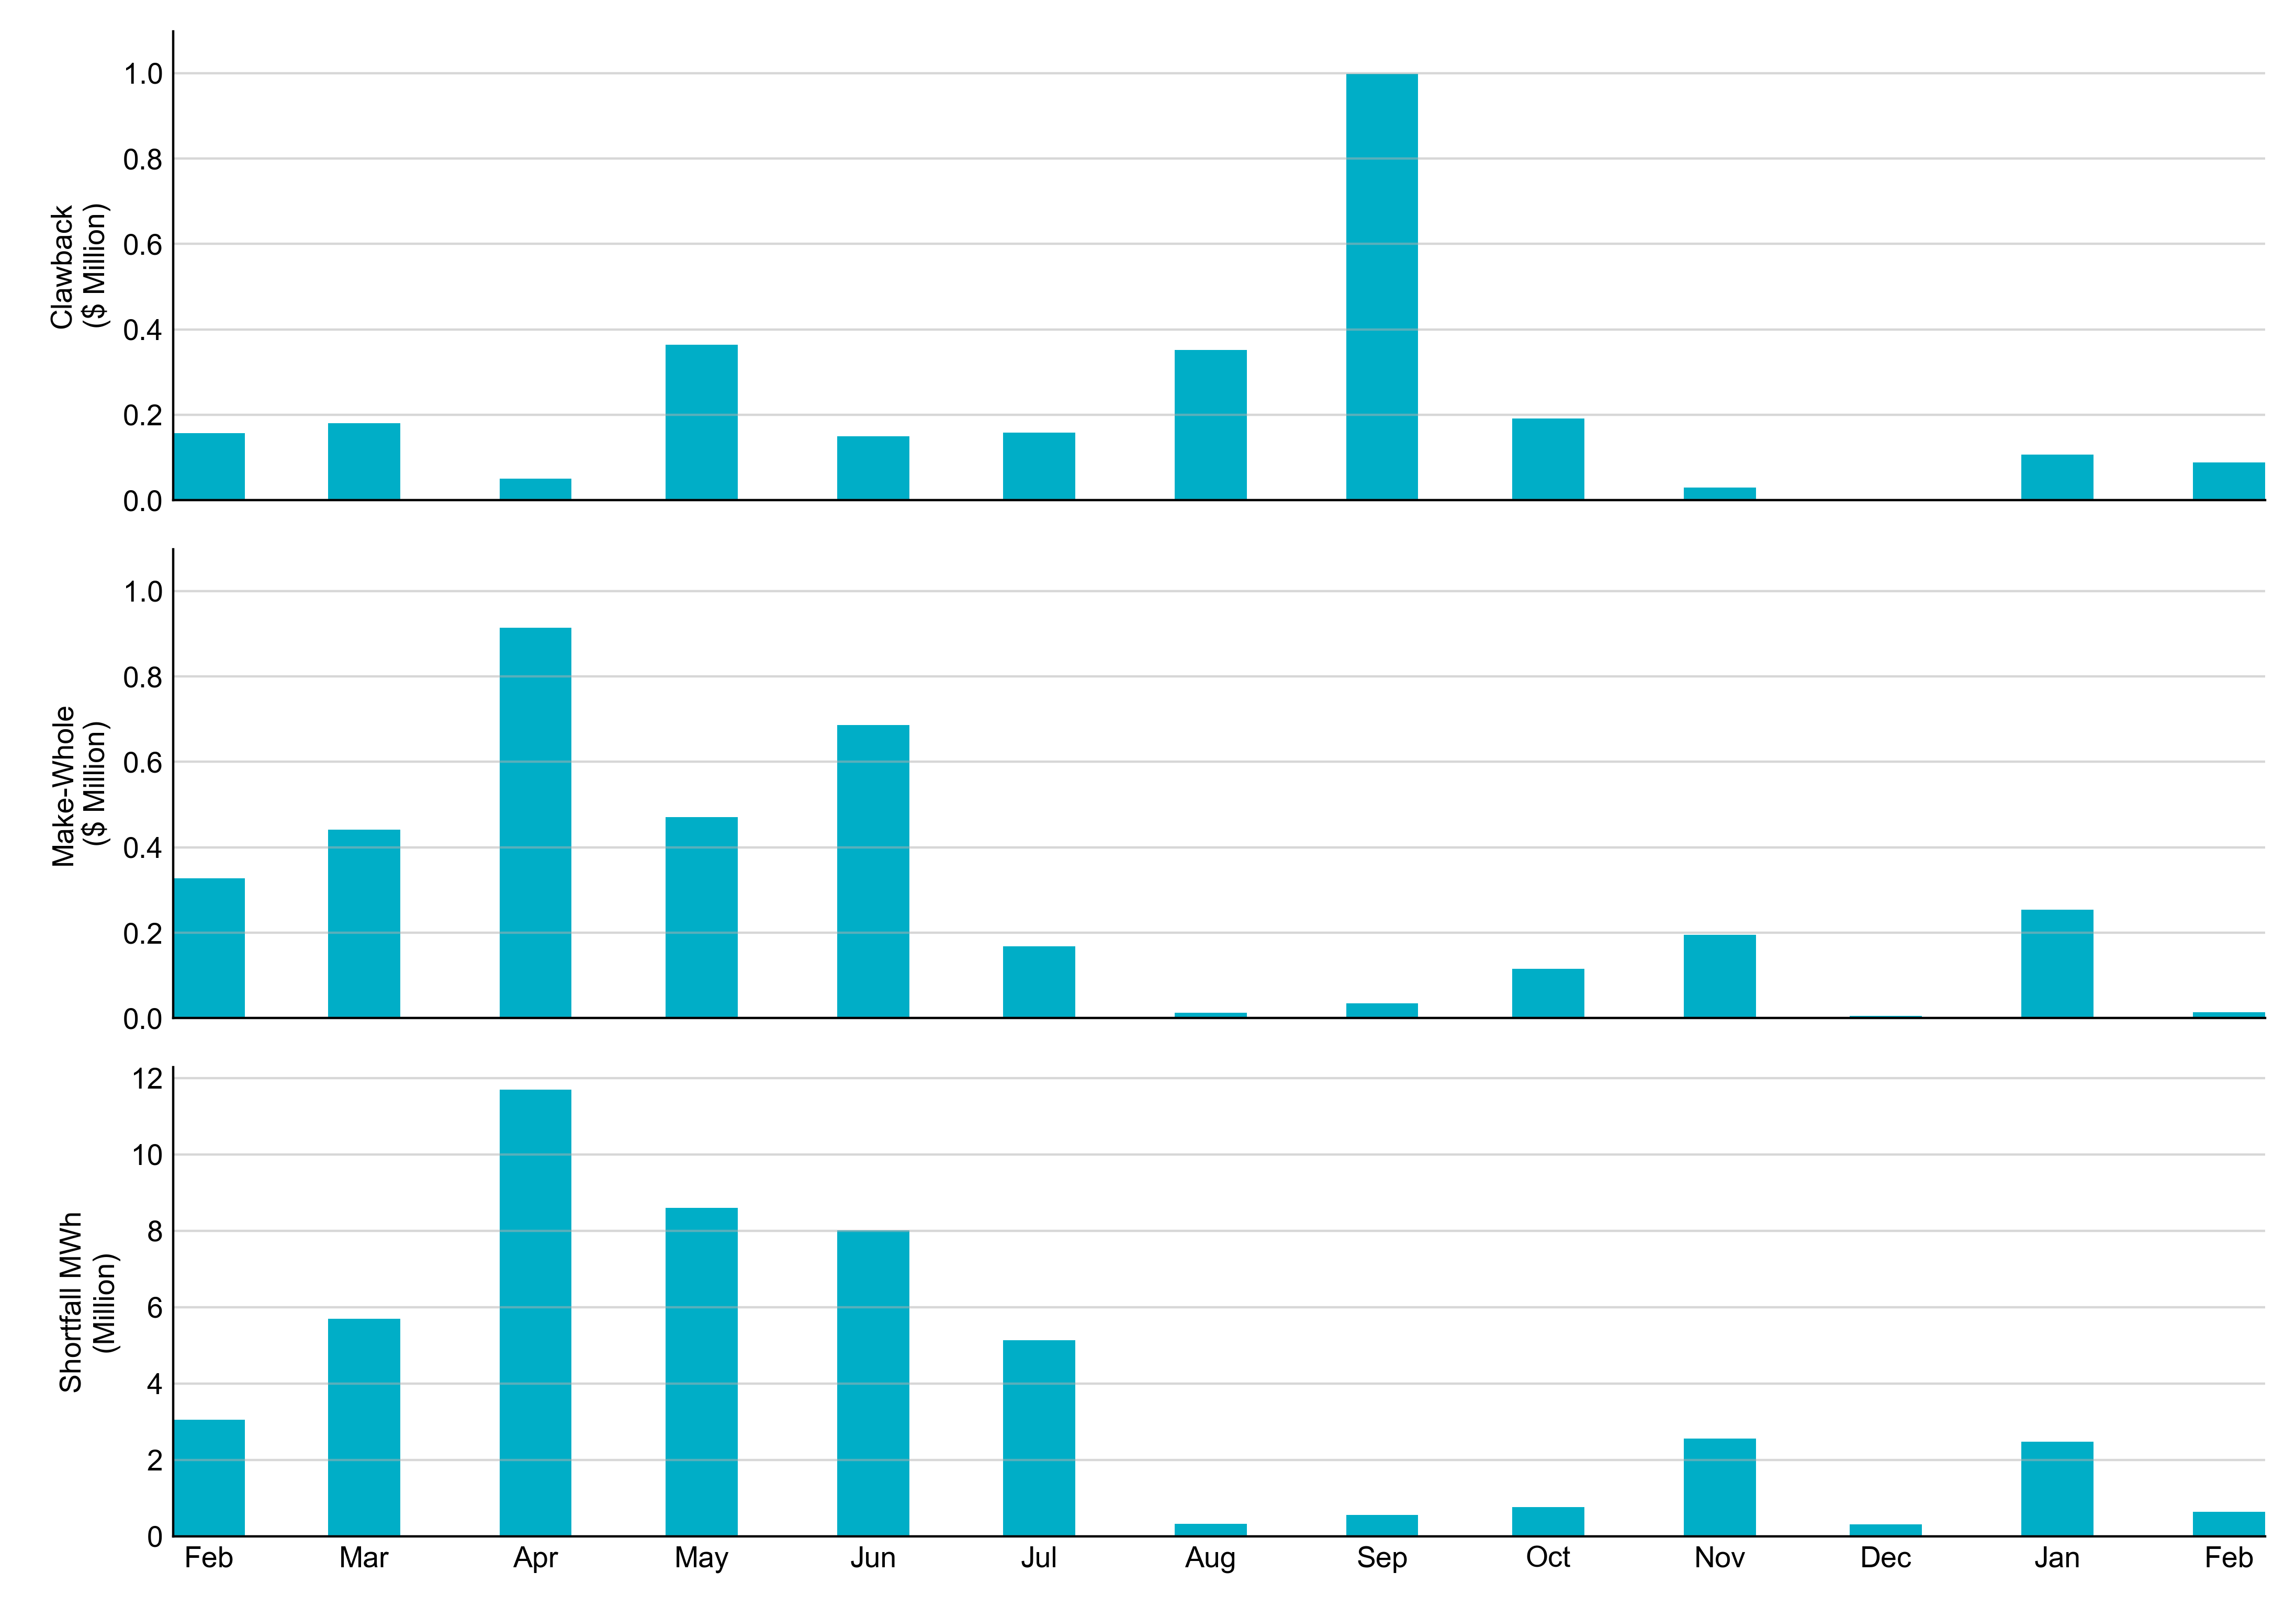 Clawback
($ Million)
1.0
0.8
0.6
0.4
0.2
0.0
Make-Whole
($ Million)
1.0
0.8
0.6
0.4
0.2
0.0
Shortfall MWh
(Million)
12
10
8
6
4
2
0
Feb Mar Apr May Jun Jul Aug Sep Oct Nov Dec Jan Feb